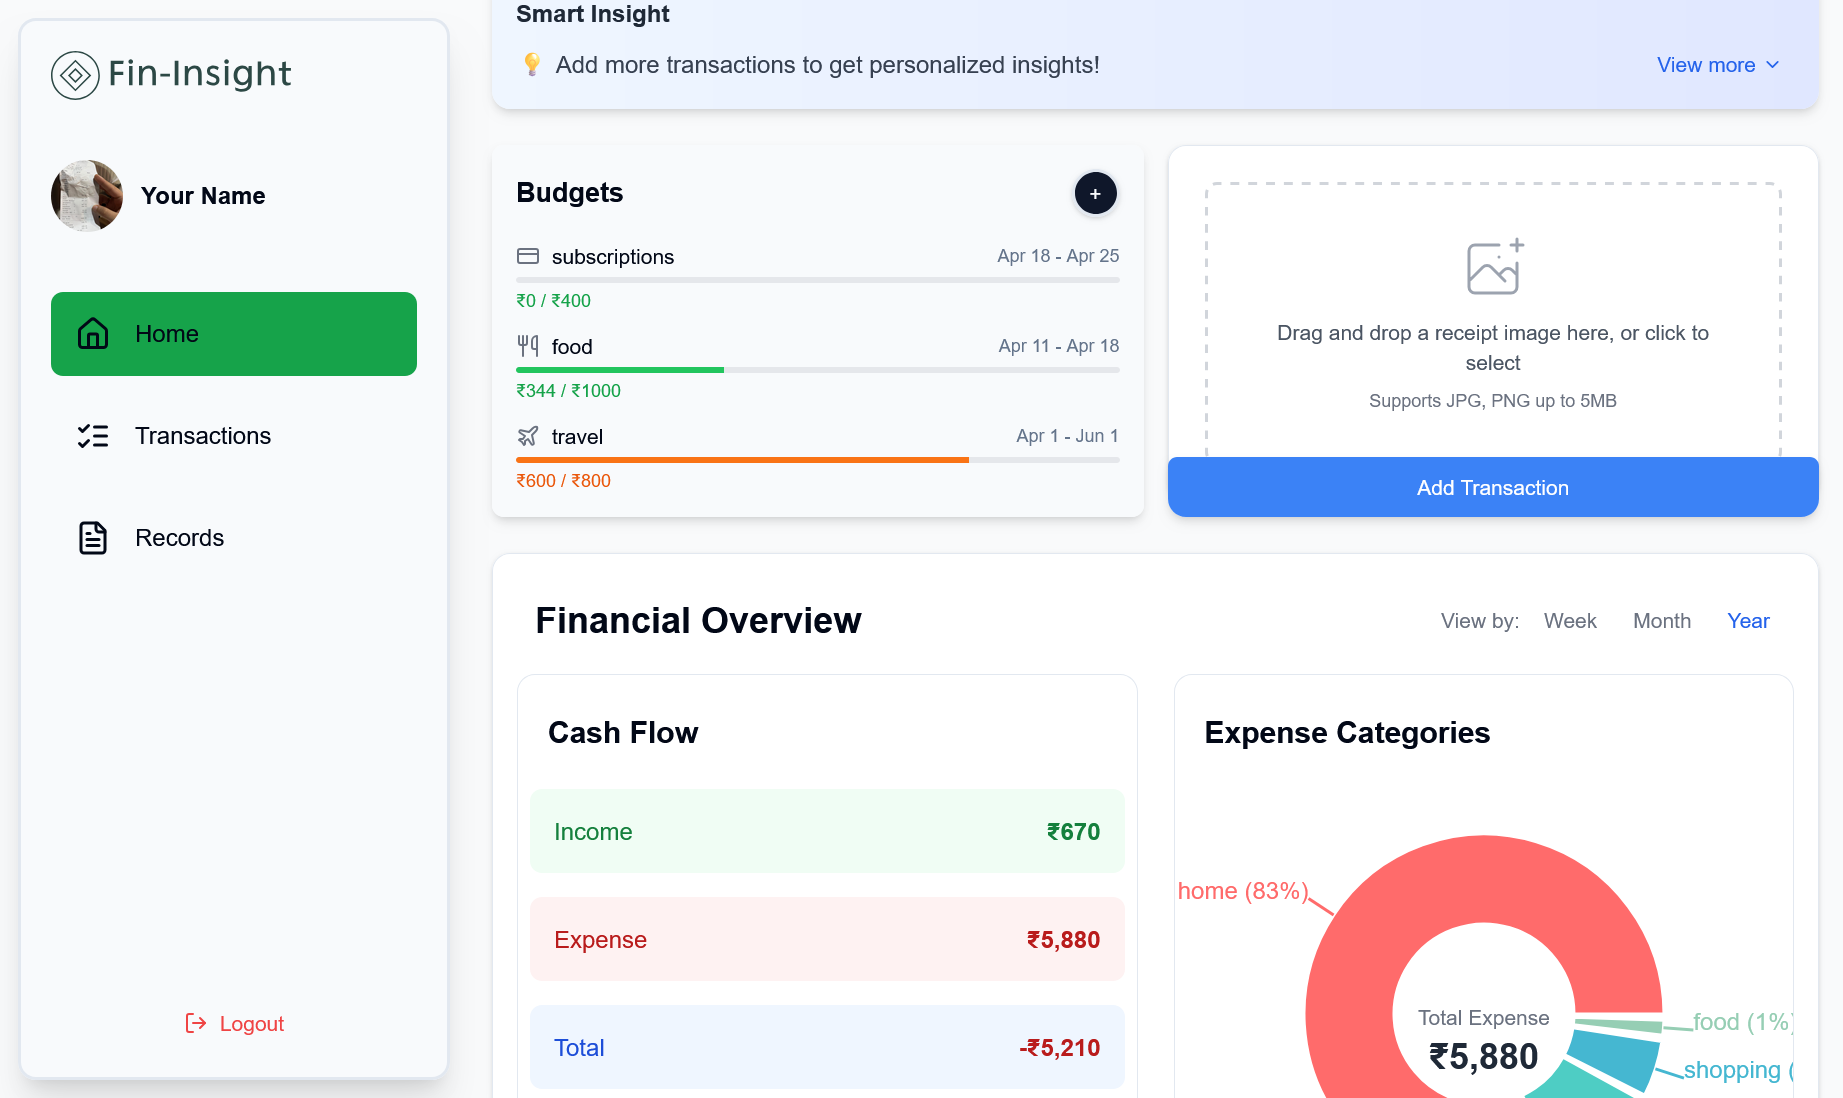 Fin-Insight
Your Name
Home
Transactions
Records
Logout
Smart Insight
💡 Add more transactions to get personalized insights!
View more
Budgets
+
subscriptions Apr 18 - Apr 25
₹0 / ₹400
food Apr 11 - Apr 18
₹344 / ₹1000
travel Apr 1 - Jun 1
₹600 / ₹800
Drag and drop a receipt image here, or click to
select
Supports JPG, PNG up to 5MB
Add Transaction
Financial Overview
View by: Week Month Year
Cash Flow
Income ₹670
Expense ₹5,880
Total -₹5,210
Expense Categories
home (83%)
Total Expense
₹5,880
food (1%)
shopping (